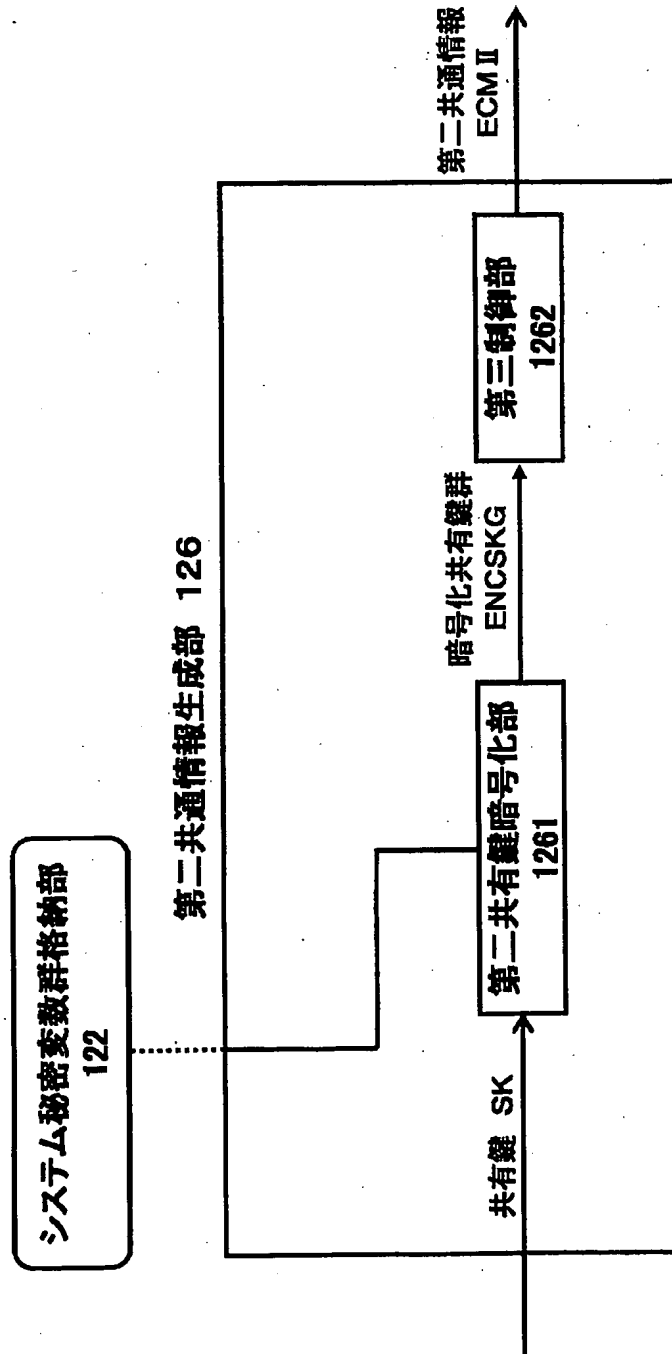 システム秘密変数群格納部
122
第二共通情報生成部 126
共有鍵 SK
第二共有鍵暗号化部
1261
暗号化共有鍵群
ENCSKG
第三制御部
1262
第二共通情報
ECMⅡ